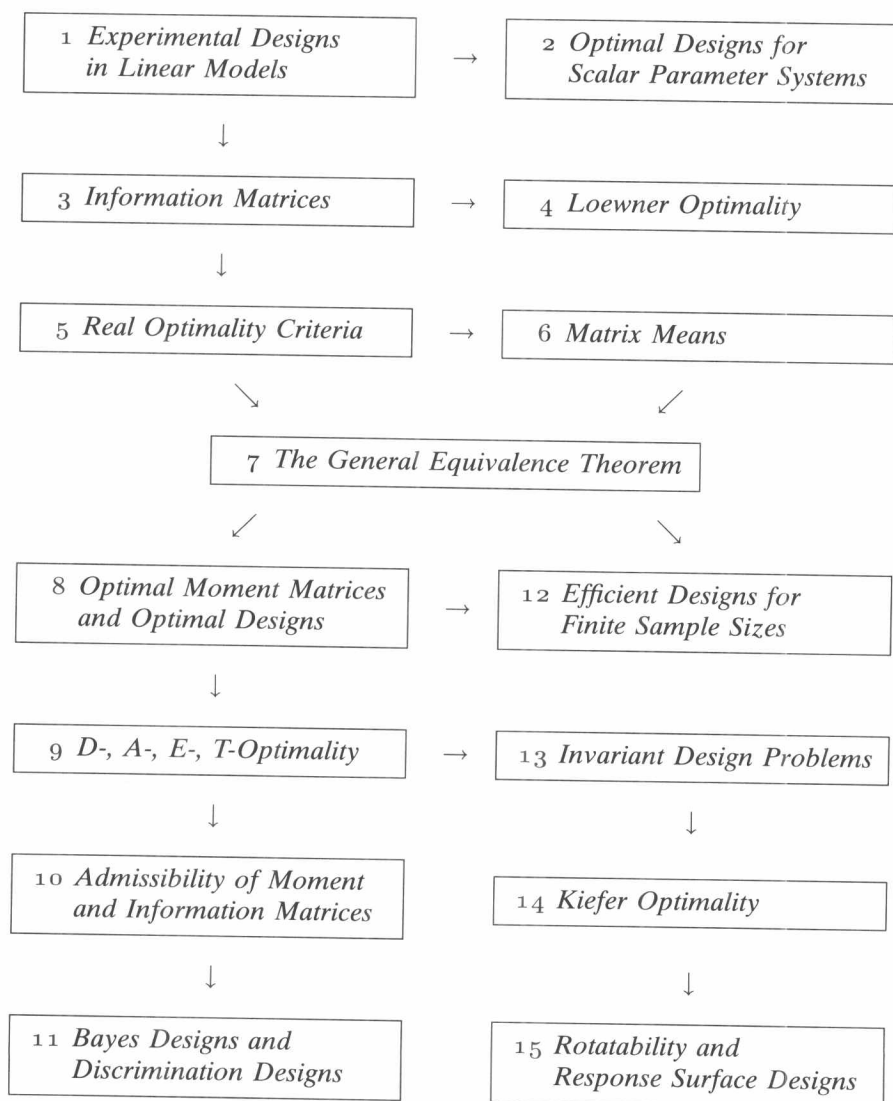 1 Experimental Designs
in Linear Models
→
2 Optimal Designs for
Scalar Parameter Systems
↓
3 Information Matrices
→
4 Loewner Optimality
↓
5 Real Optimality Criteria
→
6 Matrix Means
↘ ↙
7 The General Equivalence Theorem
↙ ↘
8 Optimal Moment Matrices
and Optimal Designs
→
12 Efficient Designs for
Finite Sample Sizes
↓
9 D-, A-, E-, T-Optimality
→
13 Invariant Design Problems
↓ ↓
10 Admissibility of Moment
and Information Matrices
14 Kiefer Optimality
↓ ↓
11 Bayes Designs and
Discrimination Designs
15 Rotatability and
Response Surface Designs